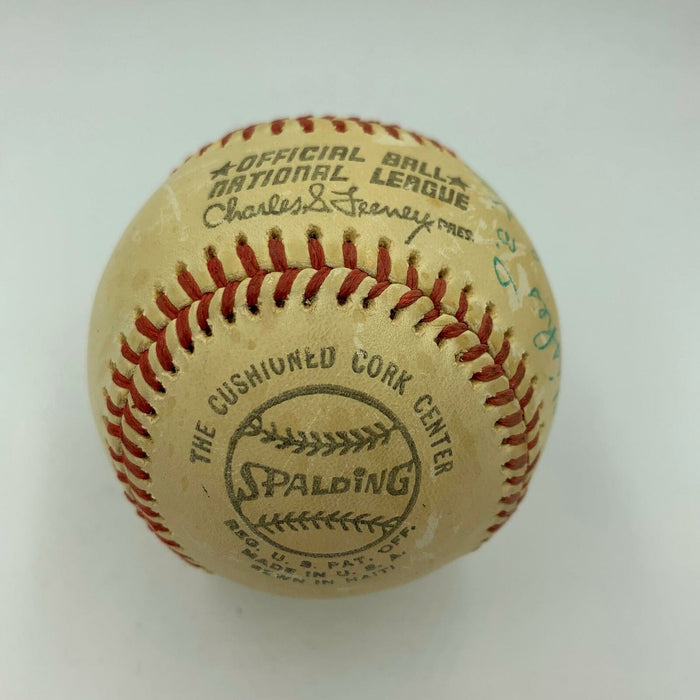 ★OFFICIAL BALL★
NATIONAL LEAGUE
Charles S. Feeney PRES.
THE CUSHIONED CORK CENTER
SPALDING
REG. U. S. PAT. OFF.
MADE IN U. S. A.
SEWN IN HAITI